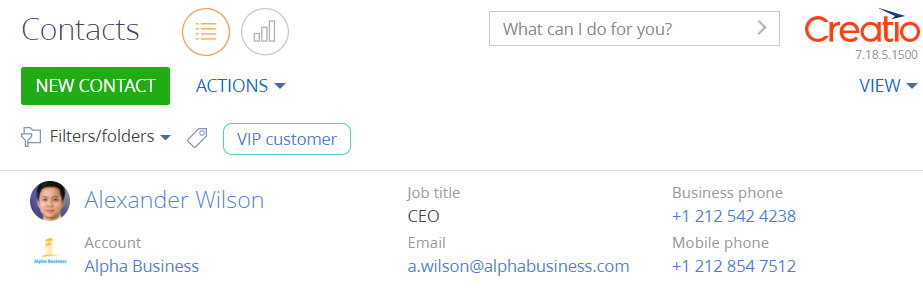 Contacts
What can I do for you?
Creatio
7.18.5.1500
NEW CONTACT
ACTIONS
VIEW
Filters/folders
VIP customer
Alexander Wilson
Job title
CEO
Business phone
+1 212 542 4238
Alpha Business
Account
Alpha Business
Email
a.wilson@alphabusiness.com
Mobile phone
+1 212 854 7512